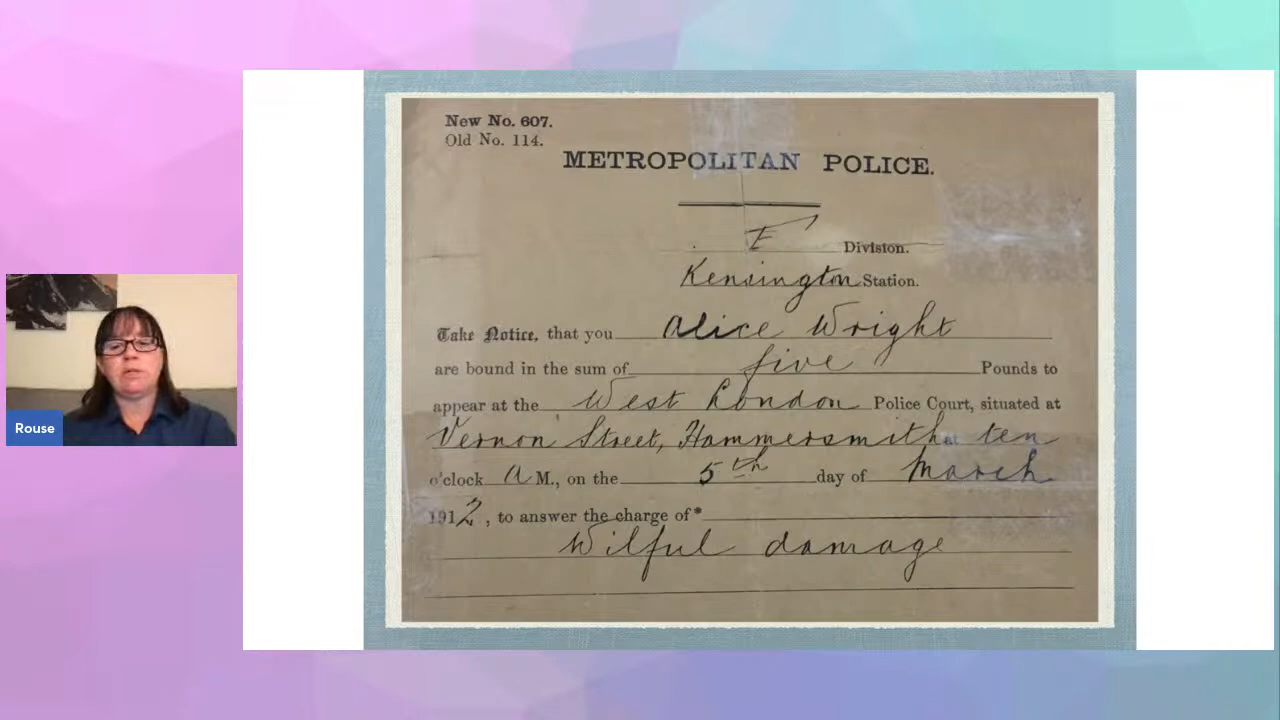 New No. 607.
Old No. 114.
METROPOLITAN POLICE.
F Division.
Kensington Station.
Take Notice, that you Alice Wright
are bound in the sum of five Pounds to
appear at the West London Police Court, situated at
Vernon Street, Hammersmith at ten
o'clock A M., on the 5th day of March
1912, to answer the charge of*
Wilful damage
Rouse